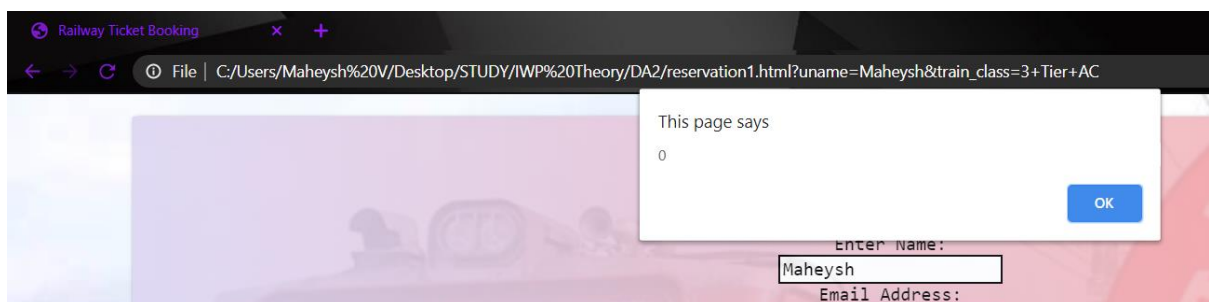 Railway Ticket Booking
File | C:/Users/Maheysh%20V/Desktop/STUDY/IWP%20Theory/DA2/reservation1.html?uname=Maheysh&train_class=3+Tier+AC
This page says
0
OK
Enter Name:
Maheysh
Email Address: